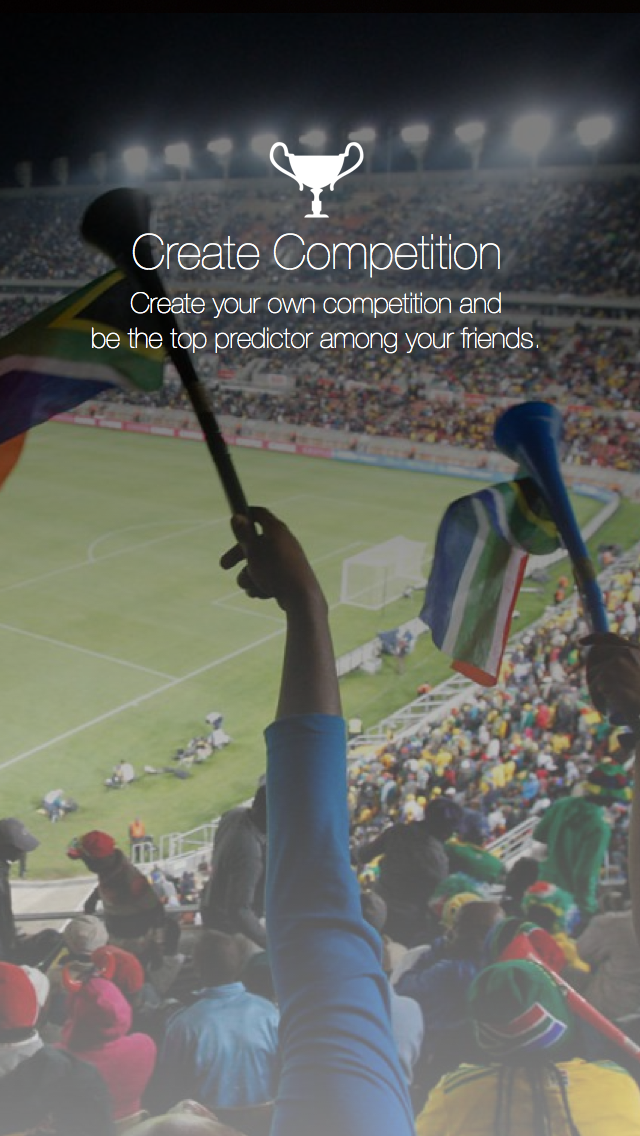 Create Competition
Create your own competition and
be the top predictor among your friends.